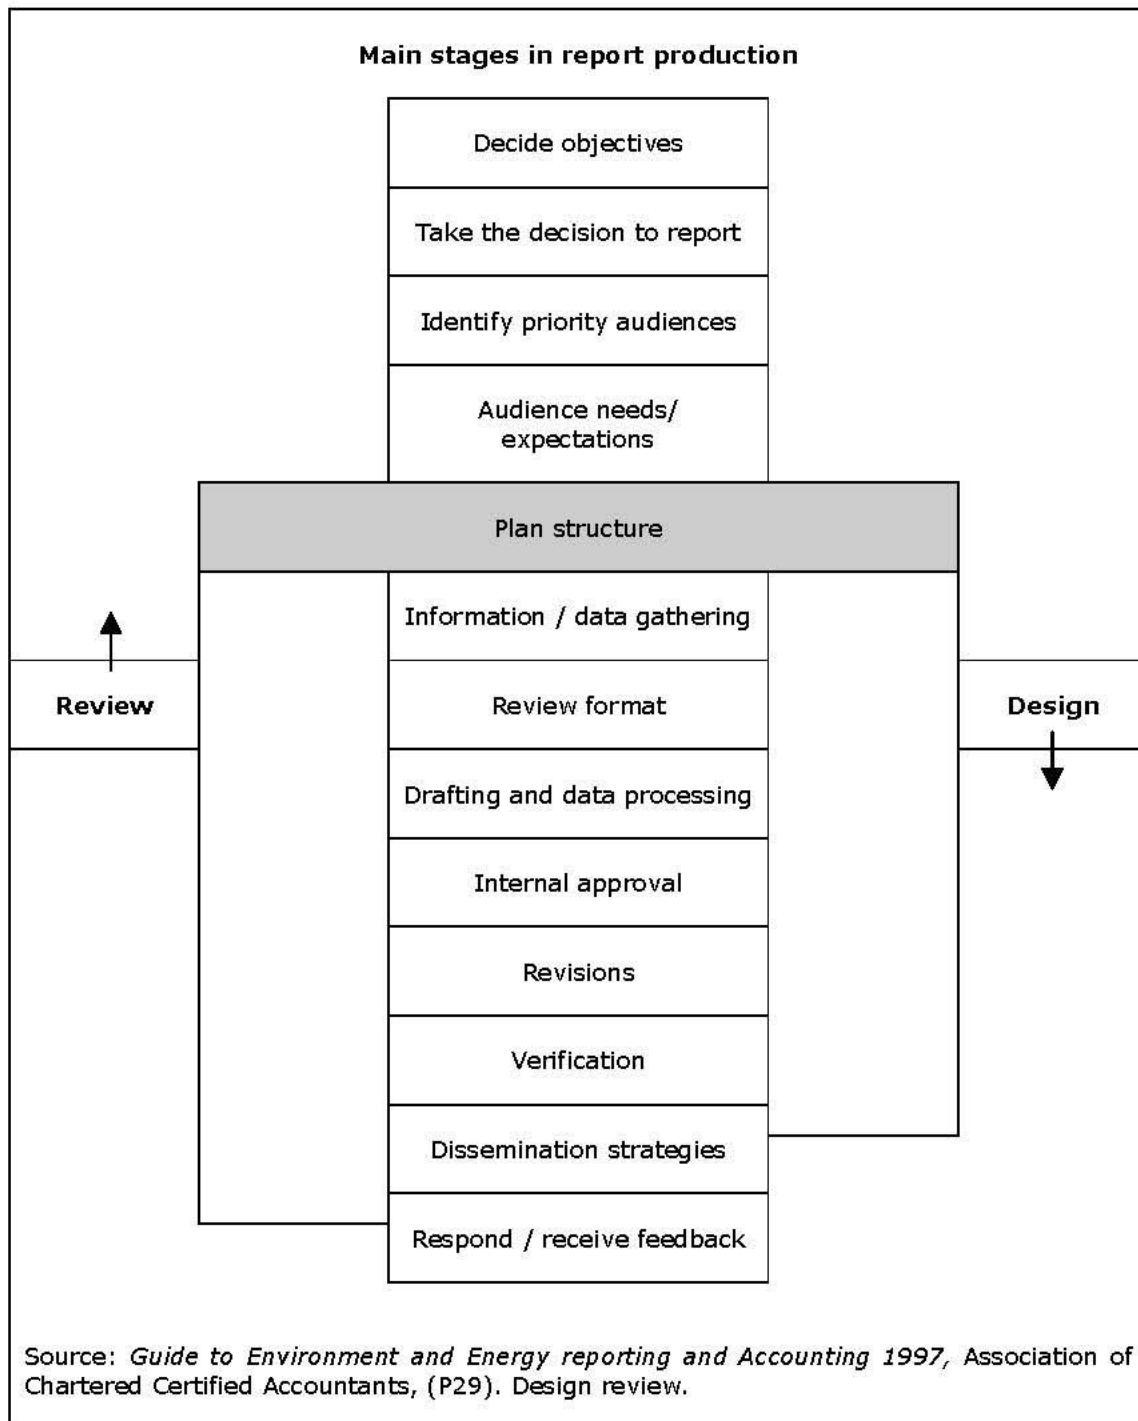 Main stages in report production
Decide objectives
Take the decision to report
Identify priority audiences
Audience needs/
expectations
Plan structure
Information / data gathering
Review
Review format
Design
Drafting and data processing
Internal approval
Revisions
Verification
Dissemination strategies
Respond / receive feedback
Source: Guide to Environment and Energy reporting and Accounting 1997, Association of
Chartered Certified Accountants, (P29). Design review.